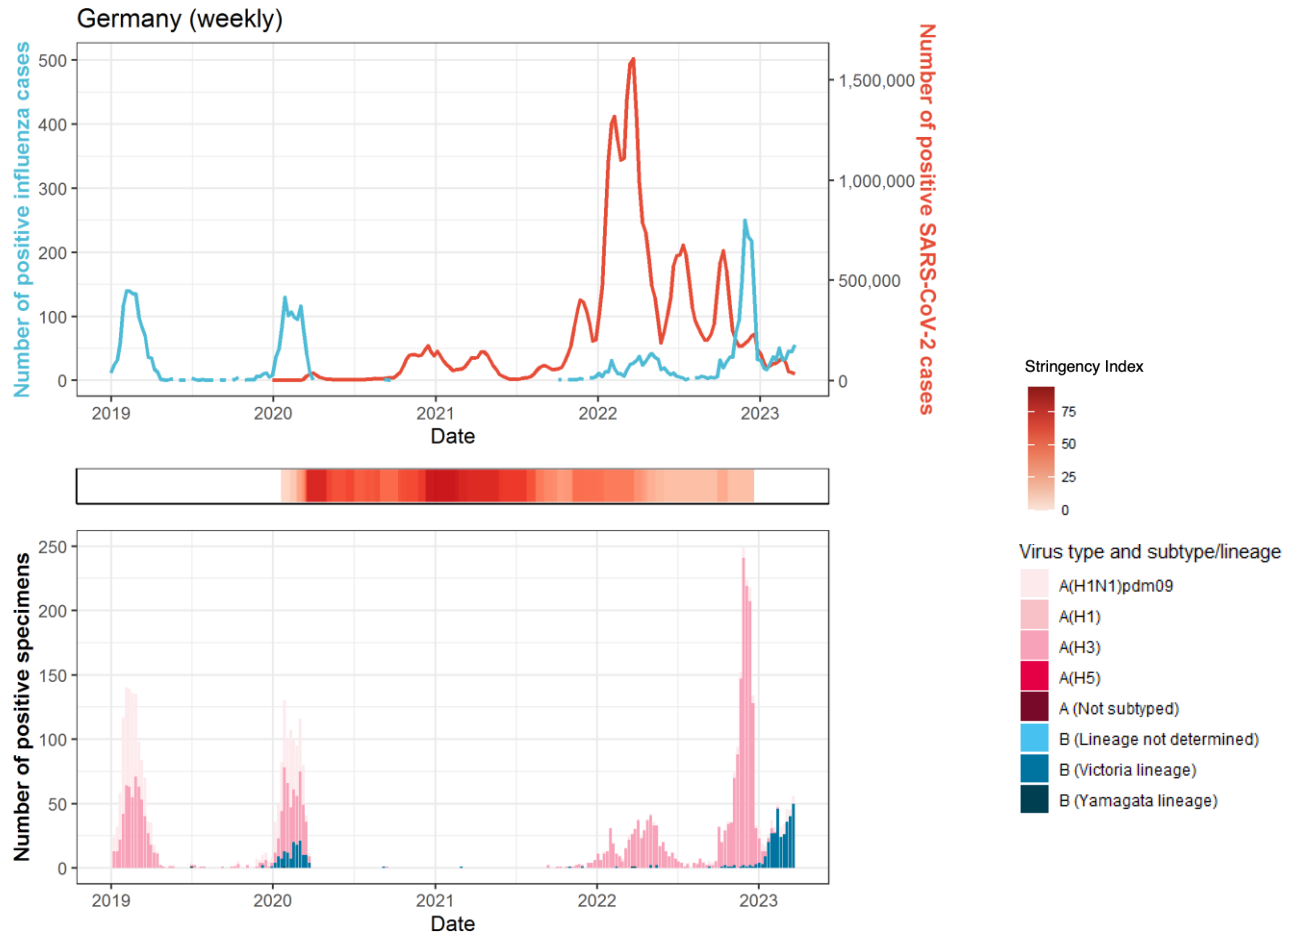 Germany (weekly)
Number of positive influenza cases
500
400
300
200
100
0
1,500,000
1,000,000
500,000
0
Number of positive SARS-CoV-2 cases
2019 2020 2021 2022 2023
Date
Stringency Index
75
50
25
0
Number of positive specimens
250
200
150
100
50
0
2019 2020 2021 2022 2023
Date
Virus type and subtype/lineage
A(H1N1)pdm09
A(H1)
A(H3)
A(H5)
A (Not subtyped)
B (Lineage not determined)
B (Victoria lineage)
B (Yamagata lineage)